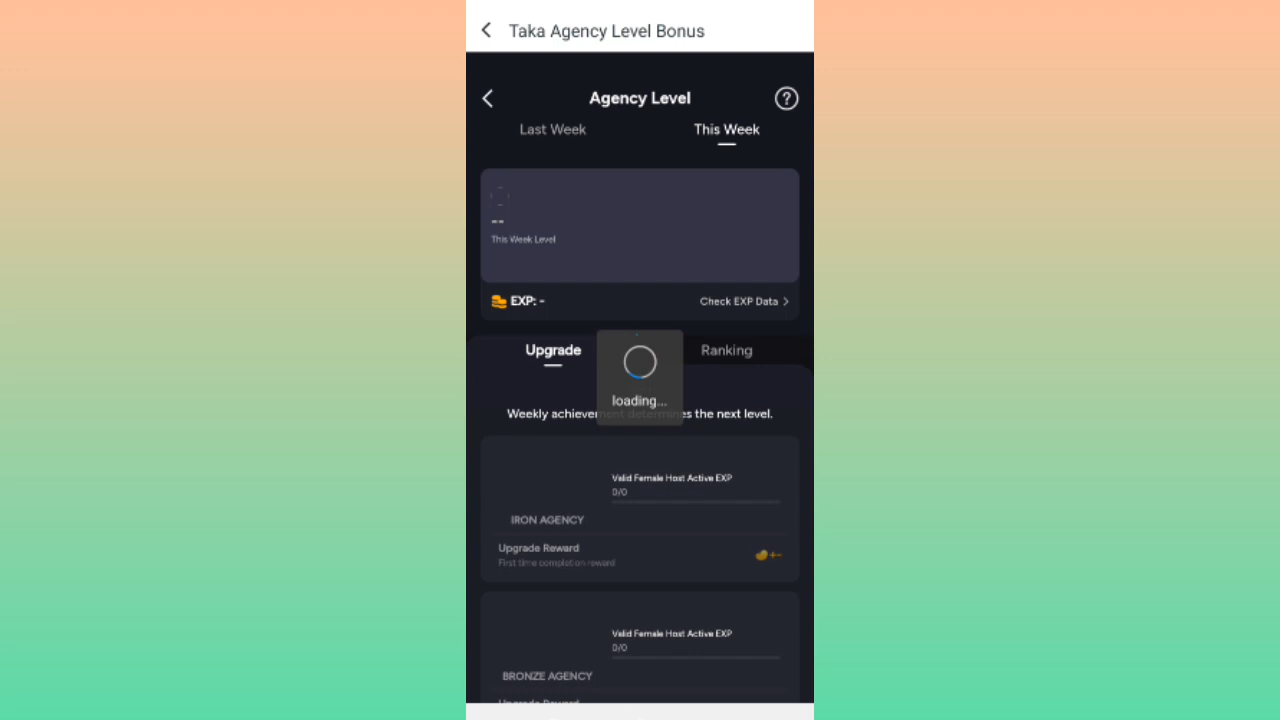 Taka Agency Level Bonus
Agency Level
Last Week
This Week
--
This Week Level
EXP: -
Check EXP Data
Upgrade
Ranking
loading...
Weekly achievement determines the next level.
Valid Female Host Active EXP
0/0
IRON AGENCY
Upgrade Reward
First time completion reward
+--
Valid Female Host Active EXP
0/0
BRONZE AGENCY
Upgrade Reward